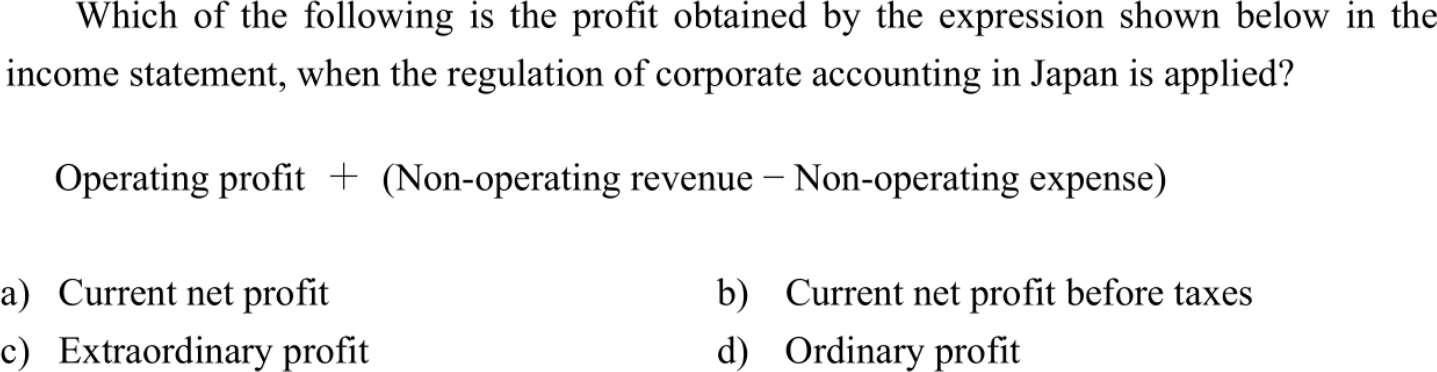 Which of the following is the profit obtained by the expression shown below in the
income statement, when the regulation of corporate accounting in Japan is applied?
Operating profit + (Non-operating revenue − Non-operating expense)
a) Current net profit b) Current net profit before taxes
c) Extraordinary profit d) Ordinary profit